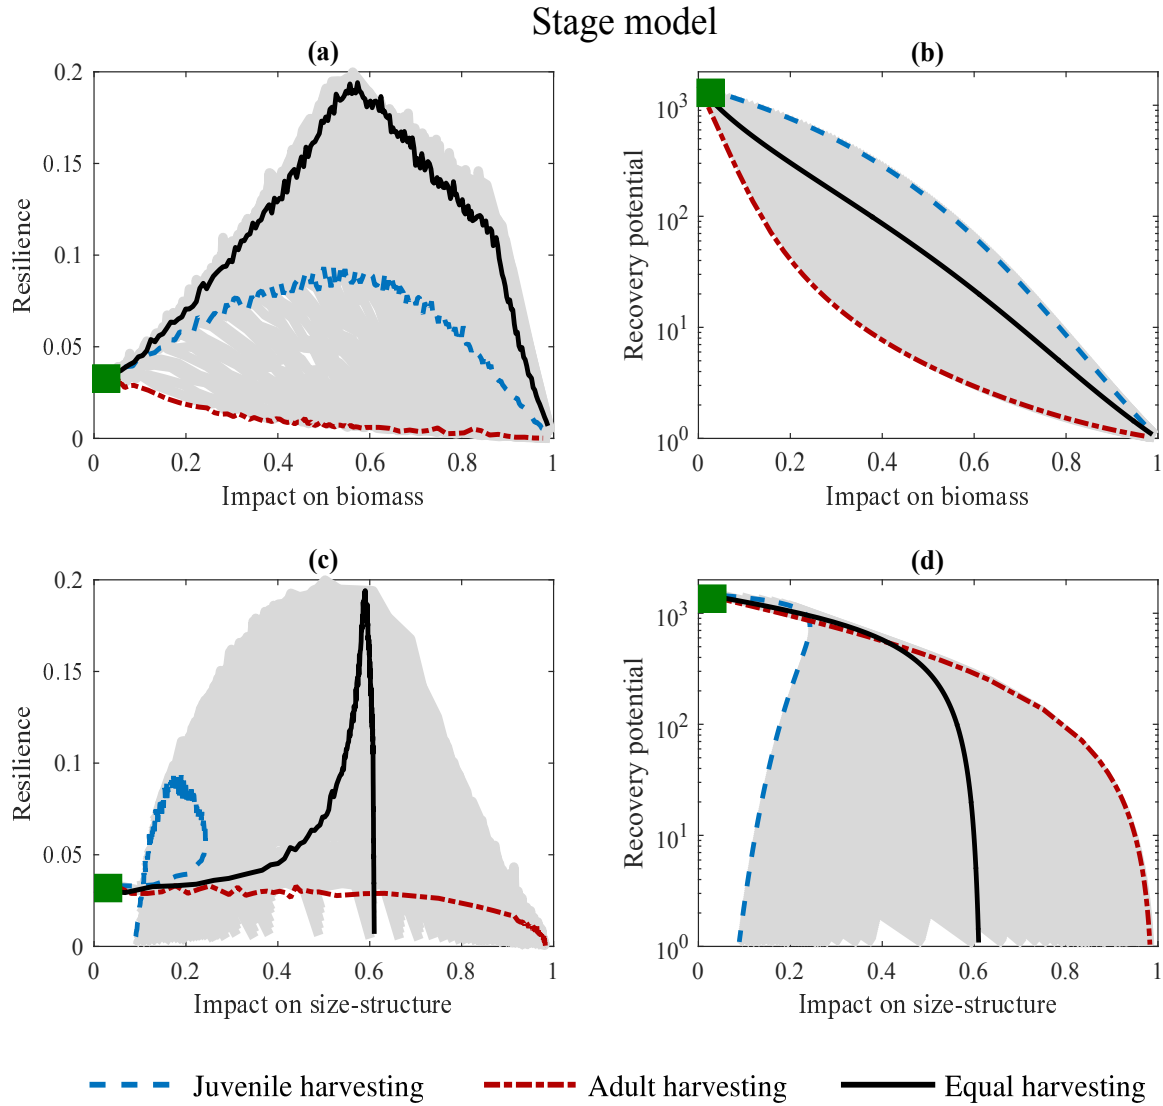 Stage model
(a)
(b)
0.2
0.15
0.1
0.05
0
Resilience
0 0.2 0.4 0.6 0.8 1
Impact on biomass
10^3
10^2
10^1
10^0
Recovery potential
0 0.2 0.4 0.6 0.8 1
Impact on biomass
(c)
(d)
0.2
0.15
0.1
0.05
0
Resilience
0 0.2 0.4 0.6 0.8 1
Impact on size-structure
10^3
10^2
10^1
10^0
Recovery potential
0 0.2 0.4 0.6 0.8 1
Impact on size-structure
Juvenile harvesting Adult harvesting Equal harvesting